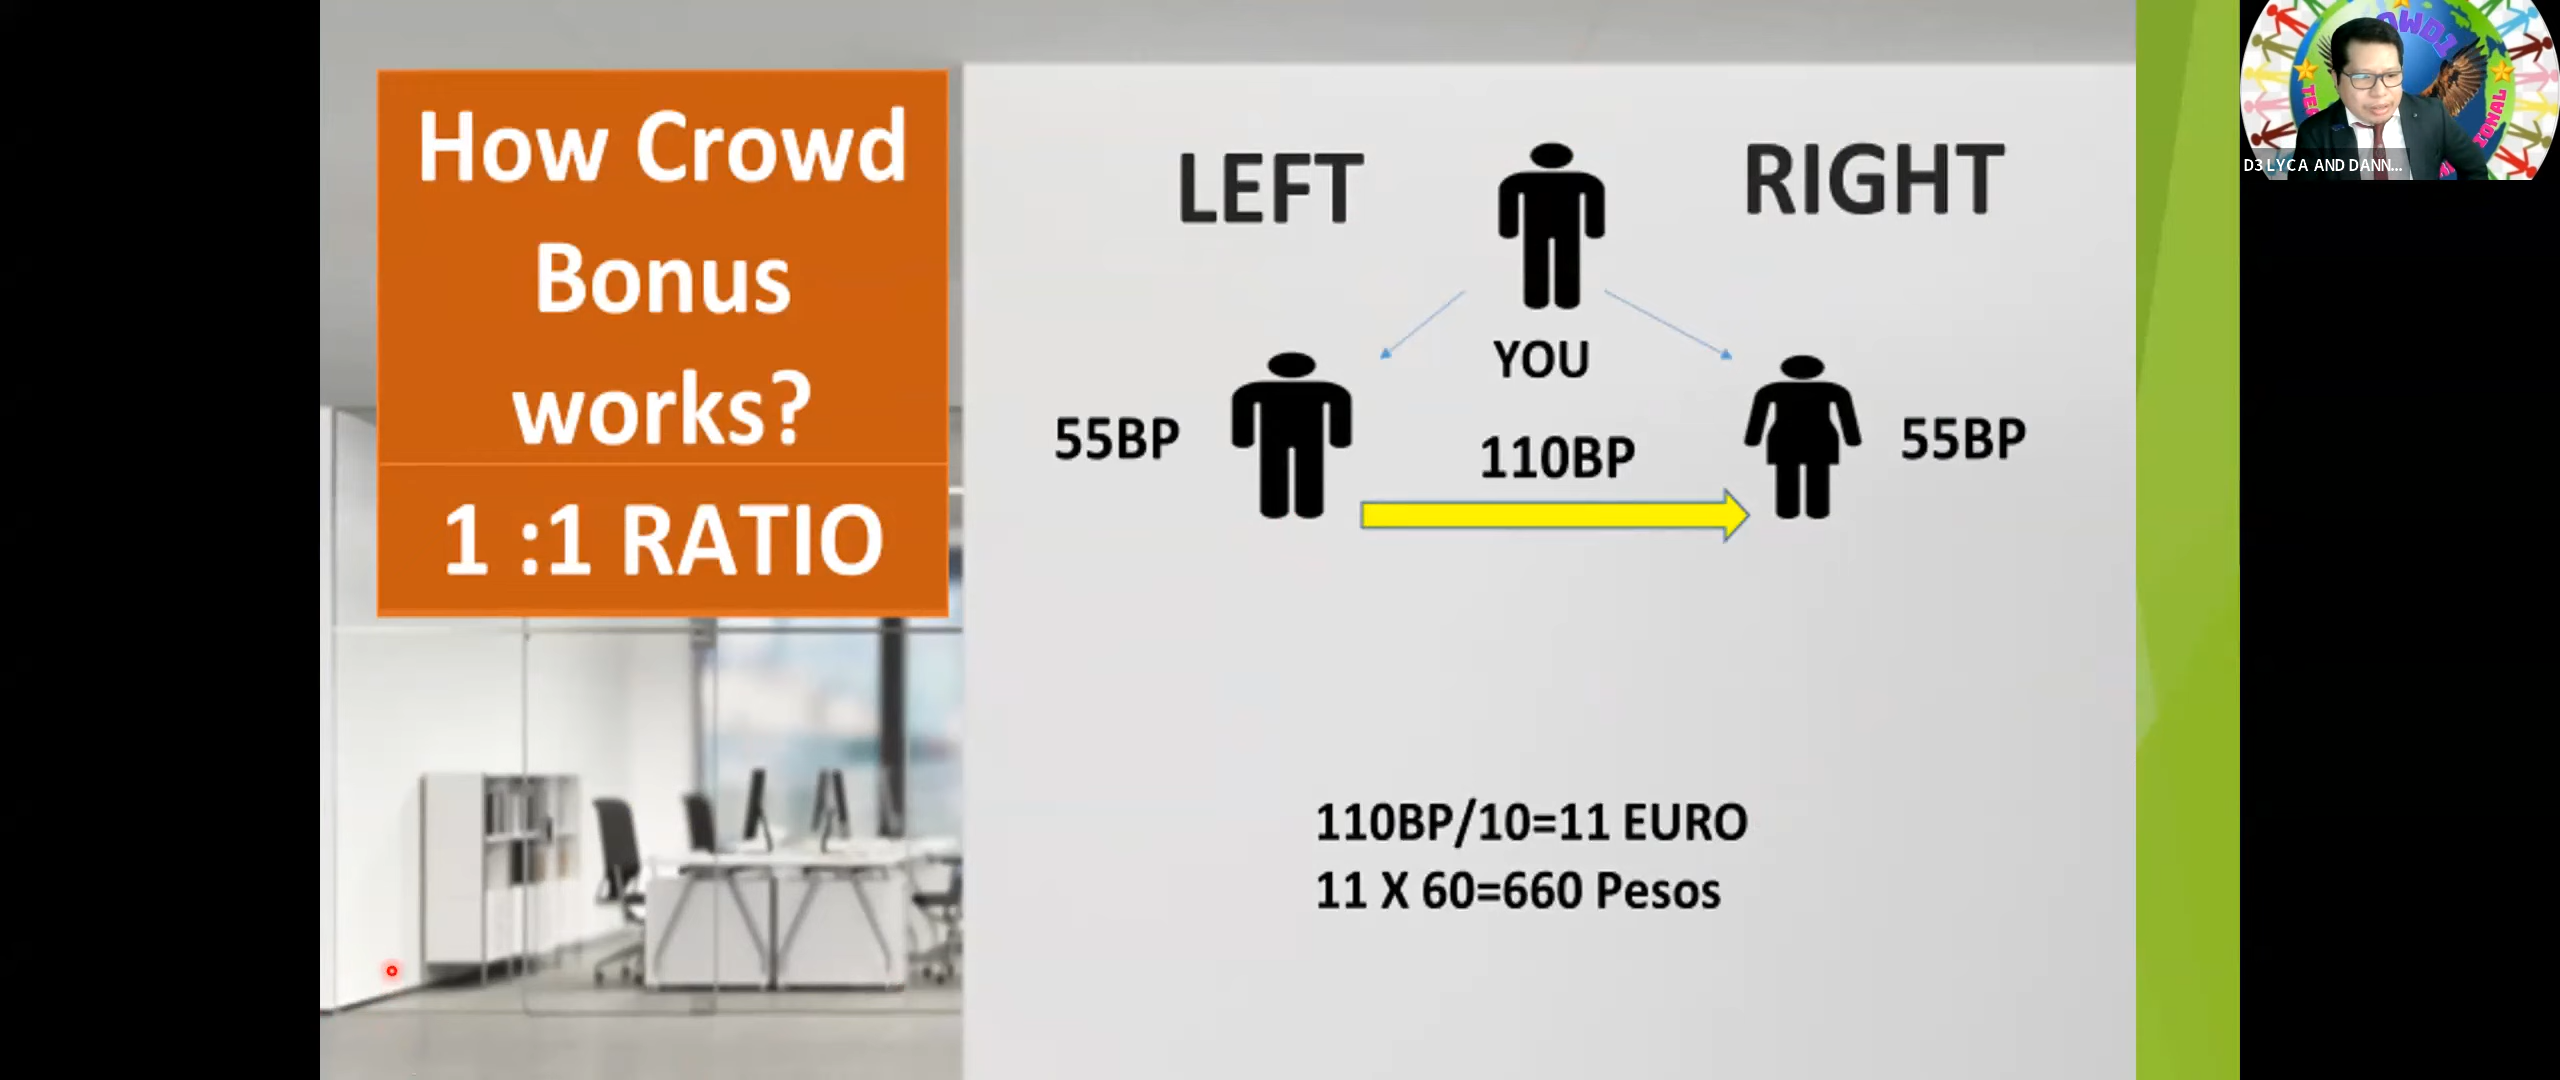 How Crowd
Bonus
works?
1 :1 RATIO
LEFT
RIGHT
YOU
55BP
110BP
55BP
110BP/10=11 EURO
11 X 60=660 Pesos
D3 LYCA AND DANN...